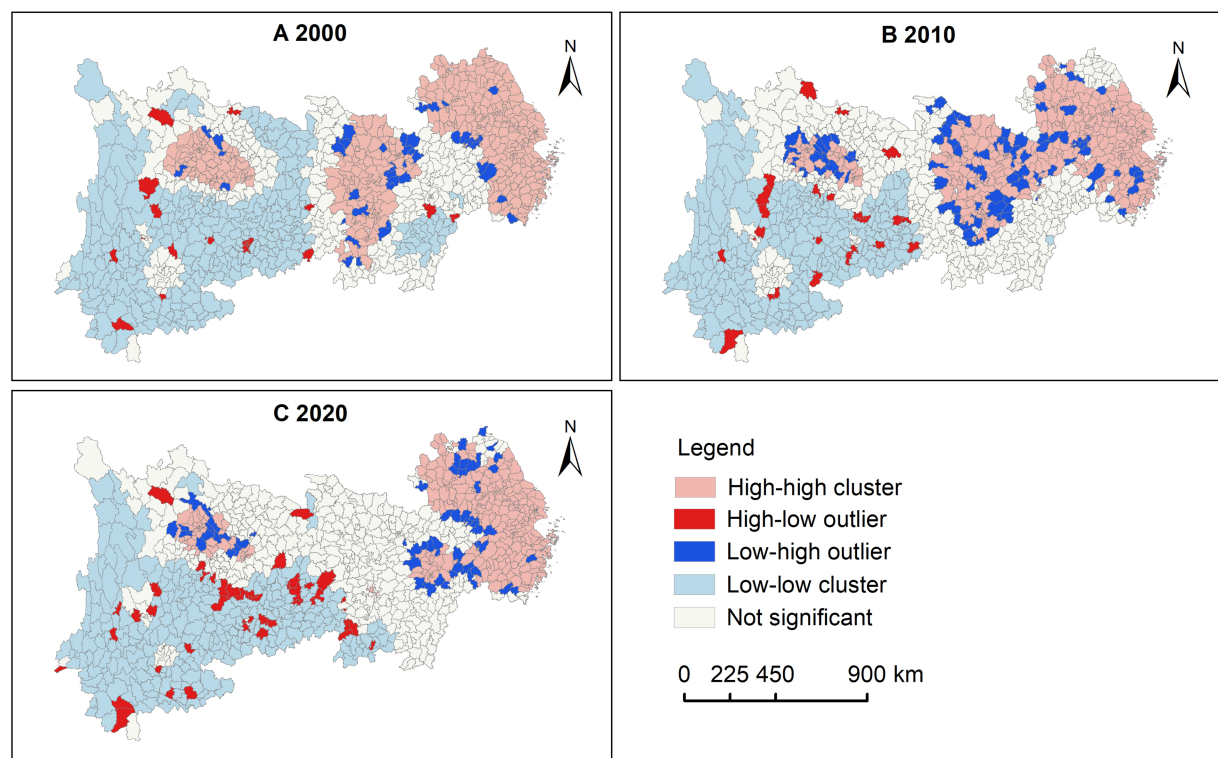 A 2000
N
B 2010
N
C 2020
N
Legend
High-high cluster
High-low outlier
Low-high outlier
Low-low cluster
Not significant
0 225 450 900 km